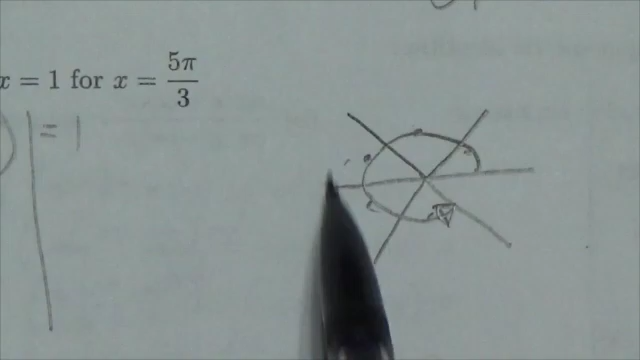 x = 1 for x = 5π/3
) = 1